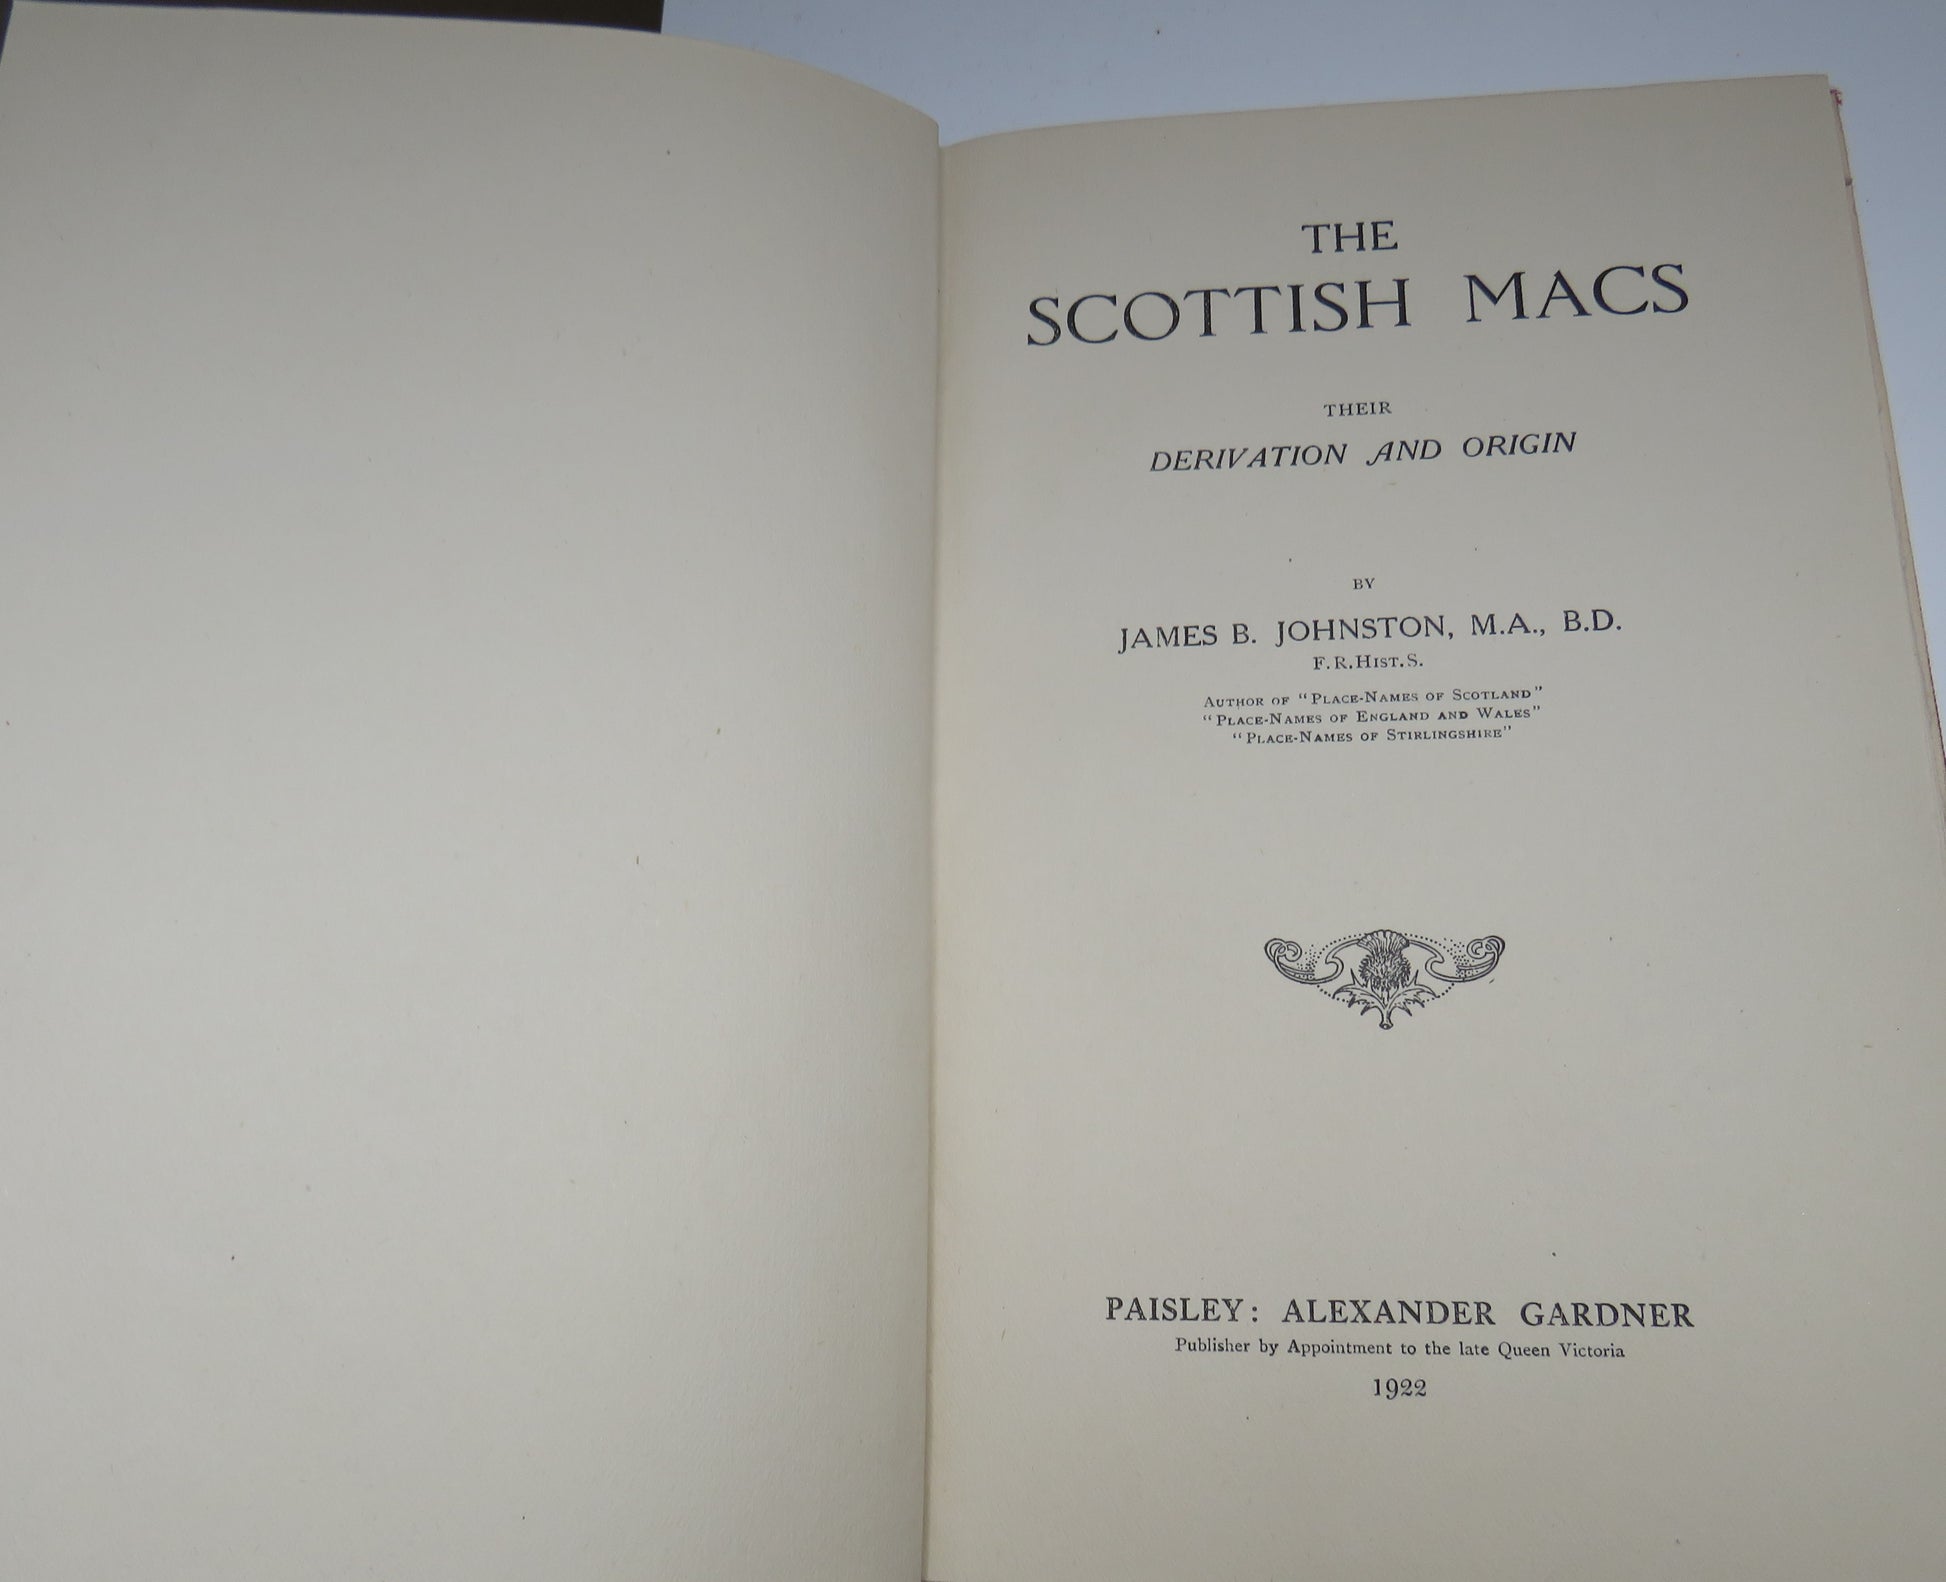 THE
SCOTTISH MACS
THEIR
DERIVATION AND ORIGIN
BY
JAMES B. JOHNSTON, M.A., B.D.
F.R.HIST.S.
AUTHOR OF "PLACE-NAMES OF SCOTLAND"
"PLACE-NAMES OF ENGLAND AND WALES"
"PLACE-NAMES OF STIRLINGSHIRE"
PAISLEY: ALEXANDER GARDNER
Publisher by Appointment to the late Queen Victoria
1922